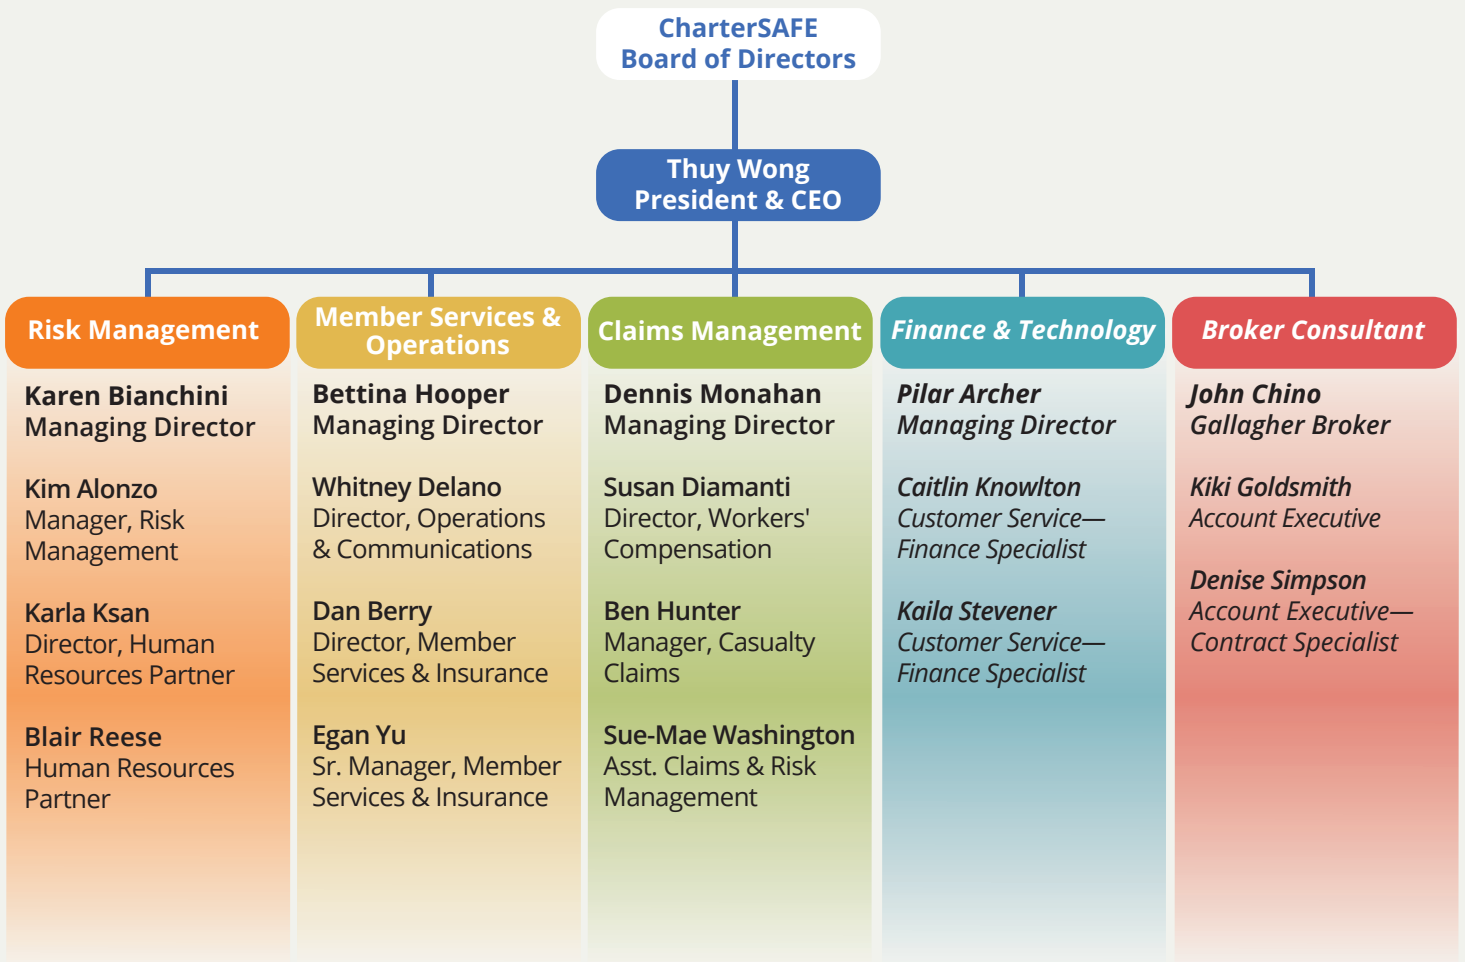 CharterSAFE
Board of Directors
Thuy Wong
President & CEO
Risk Management
Karen Bianchini
Managing Director
Kim Alonzo
Manager, Risk
Management
Karla Ksan
Director, Human
Resources Partner
Blair Reese
Human Resources
Partner
Member Services &
Operations
Bettina Hooper
Managing Director
Whitney Delano
Director, Operations
& Communications
Dan Berry
Director, Member
Services & Insurance
Egan Yu
Sr. Manager, Member
Services & Insurance
Claims Management
Dennis Monahan
Managing Director
Susan Diamanti
Director, Workers'
Compensation
Ben Hunter
Manager, Casualty
Claims
Sue-Mae Washington
Asst. Claims & Risk
Management
Finance & Technology
Pilar Archer
Managing Director
Caitlin Knowlton
Customer Service—
Finance Specialist
Kaila Stevener
Customer Service—
Finance Specialist
Broker Consultant
John Chino
Gallagher Broker
Kiki Goldsmith
Account Executive
Denise Simpson
Account Executive—
Contract Specialist